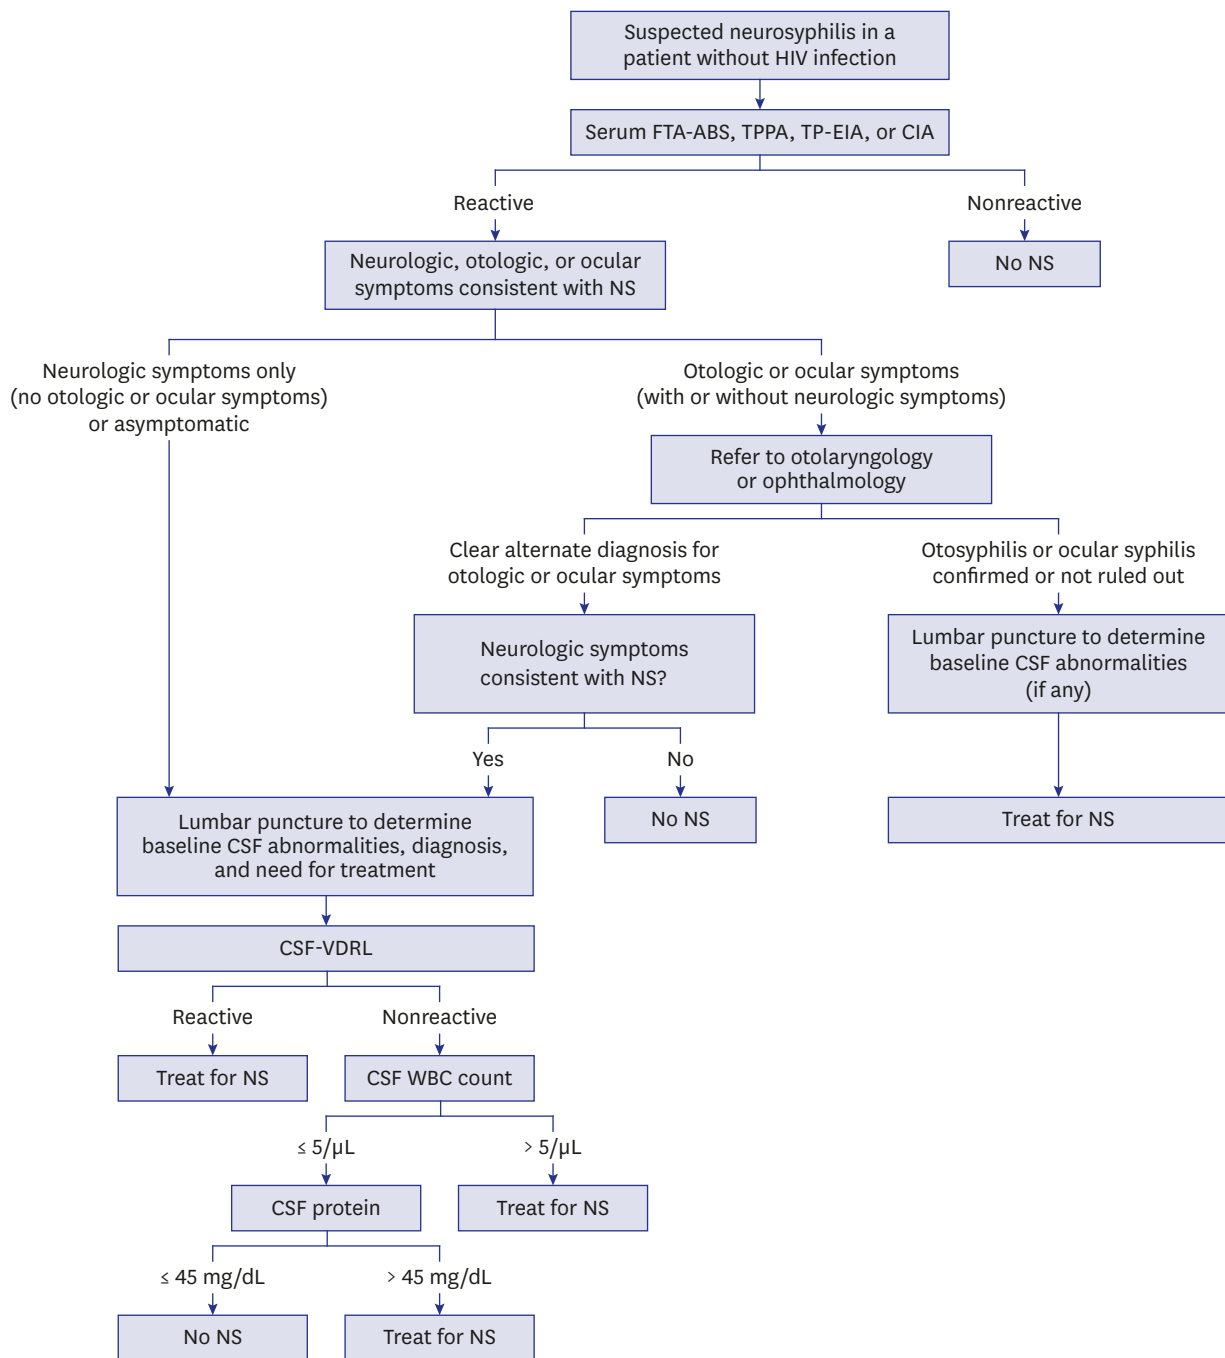 Suspected neurosyphilis in a
patient without HIV infection
Serum FTA-ABS, TPPA, TP-EIA, or CIA
Reactive
Nonreactive
Neurologic, otologic, or ocular
symptoms consistent with NS
No NS
Neurologic symptoms only
(no otologic or ocular symptoms)
or asymptomatic
Otologic or ocular symptoms
(with or without neurologic symptoms)
Refer to otolaryngology
or ophthalmology
Clear alternate diagnosis for
otologic or ocular symptoms
Otosyphilis or ocular syphilis
confirmed or not ruled out
Neurologic symptoms
consistent with NS?
Lumbar puncture to determine
baseline CSF abnormalities
(if any)
Yes
No
Lumbar puncture to determine
baseline CSF abnormalities, diagnosis,
and need for treatment
No NS
Treat for NS
CSF-VDRL
Reactive
Nonreactive
Treat for NS
CSF WBC count
≤ 5/µL
> 5/µL
CSF protein
Treat for NS
≤ 45 mg/dL
> 45 mg/dL
No NS
Treat for NS